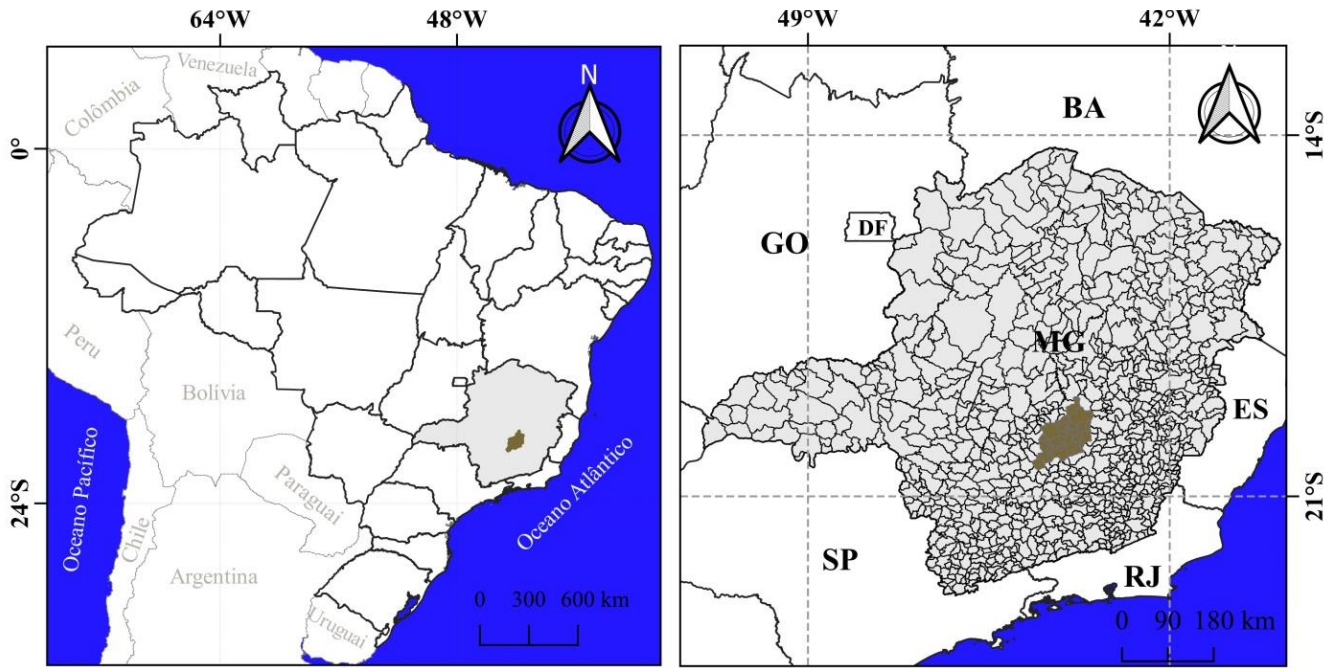 64°W
48°W
49°W
42°W
Venezuela
Colômbia
N
N
BA
0°
14°S
DF
GO
Peru
MG
Bolívia
ES
Oceano Pacífico
Oceano Atlântico
Paraguai
24°S
21°S
Chile
SP
RJ
Argentina
Uruguai
0 300 600 km
0 90 180 km